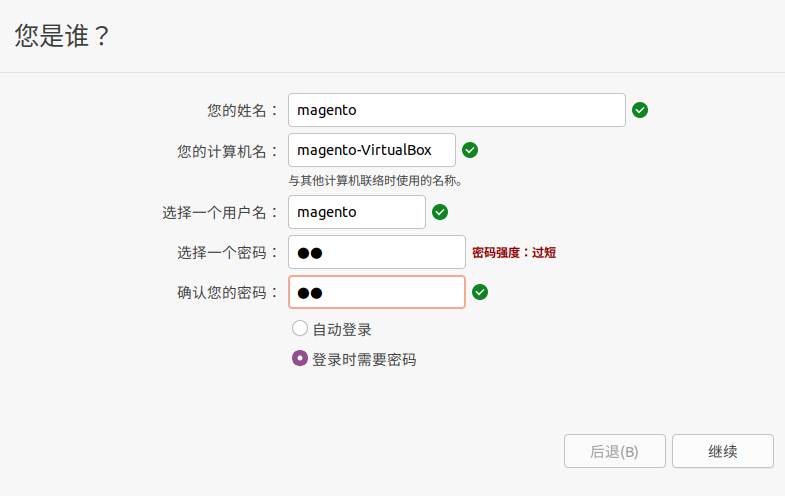 您是谁？
您的姓名： magento
您的计算机名： magento-VirtualBox
与其他计算机联络时使用的名称。
选择一个用户名： magento
选择一个密码： ●● 密码强度：过短
确认您的密码： ●●
自动登录
登录时需要密码
后退(B) 继续